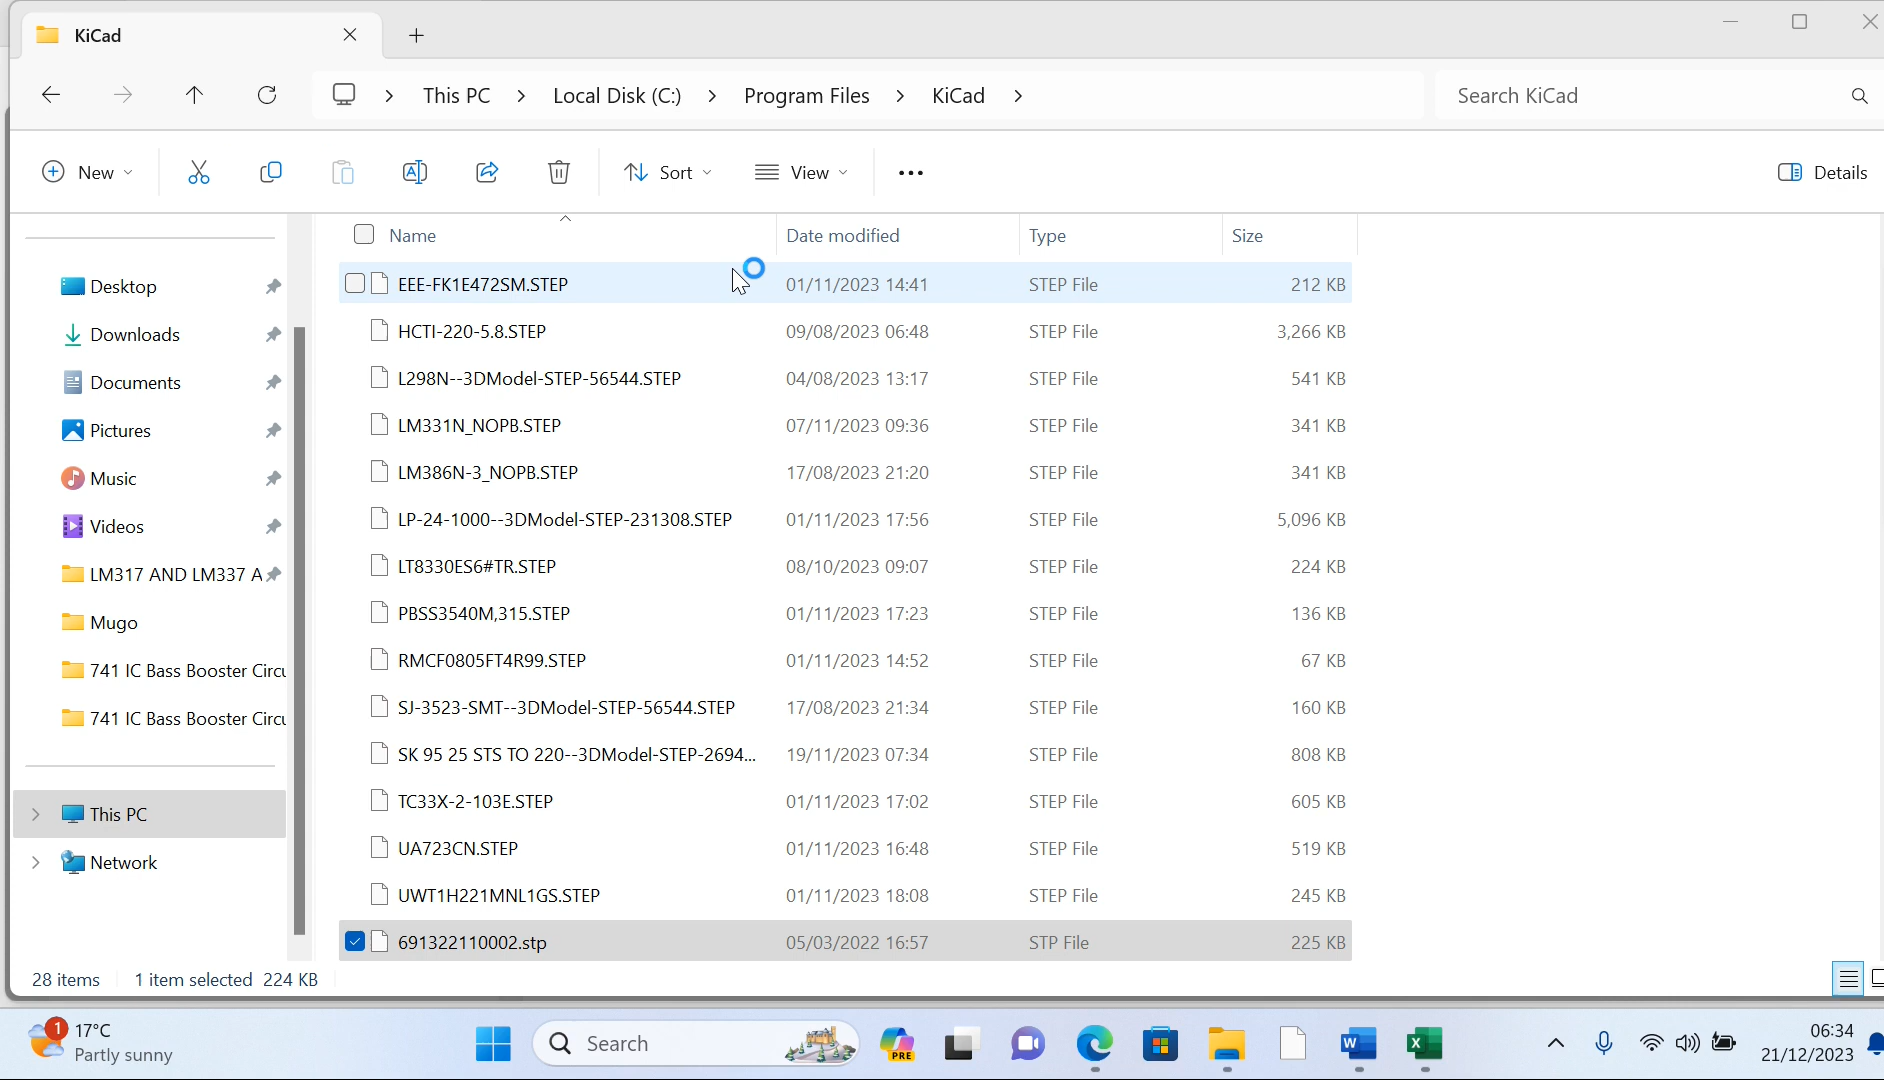 KiCad
This PC > Local Disk (C:) > Program Files > KiCad >
Search KiCad
New
Sort
View
Details
Name Date modified Type Size
Desktop
Downloads
Documents
Pictures
Music
Videos
LM317 AND LM337 A
Mugo
741 IC Bass Booster Circu
741 IC Bass Booster Circu
This PC
Network
EEE-FK1E472SM.STEP 01/11/2023 14:41 STEP File 212 KB
HCTI-220-5.8.STEP 09/08/2023 06:48 STEP File 3,266 KB
L298N--3DModel-STEP-56544.STEP 04/08/2023 13:17 STEP File 541 KB
LM331N_NOPB.STEP 07/11/2023 09:36 STEP File 341 KB
LM386N-3_NOPB.STEP 17/08/2023 21:20 STEP File 341 KB
LP-24-1000--3DModel-STEP-231308.STEP 01/11/2023 17:56 STEP File 5,096 KB
LT8330ES6#TR.STEP 08/10/2023 09:07 STEP File 224 KB
PBSS3540M,315.STEP 01/11/2023 17:23 STEP File 136 KB
RMCF0805FT4R99.STEP 01/11/2023 14:52 STEP File 67 KB
SJ-3523-SMT--3DModel-STEP-56544.STEP 17/08/2023 21:34 STEP File 160 KB
SK 95 25 STS TO 220--3DModel-STEP-2694... 19/11/2023 07:34 STEP File 808 KB
TC33X-2-103E.STEP 01/11/2023 17:02 STEP File 605 KB
UA723CN.STEP 01/11/2023 16:48 STEP File 519 KB
UWT1H221MNL1GS.STEP 01/11/2023 18:08 STEP File 245 KB
691322110002.stp 05/03/2022 16:57 STP File 225 KB
28 items 1 item selected 224 KB
1
17°C
Partly sunny
Search
PRE
W
X
06:34
21/12/2023